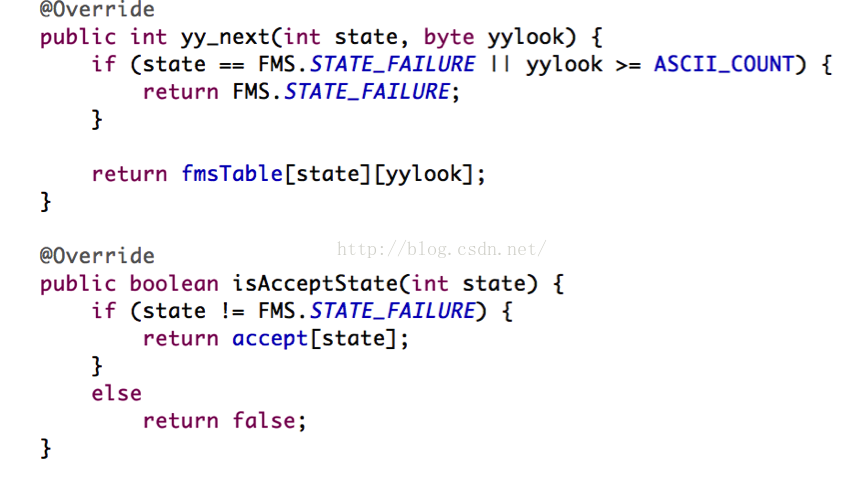 @Override
public int yy_next(int state, byte yylook) {
    if (state == FMS.STATE_FAILURE || yylook >= ASCII_COUNT) {
        return FMS.STATE_FAILURE;
    }

    return fmsTable[state][yylook];
}

http://blog.csdn.net/
@Override
public boolean isAcceptState(int state) {
    if (state != FMS.STATE_FAILURE) {
        return accept[state];
    }
    else
        return false;
}